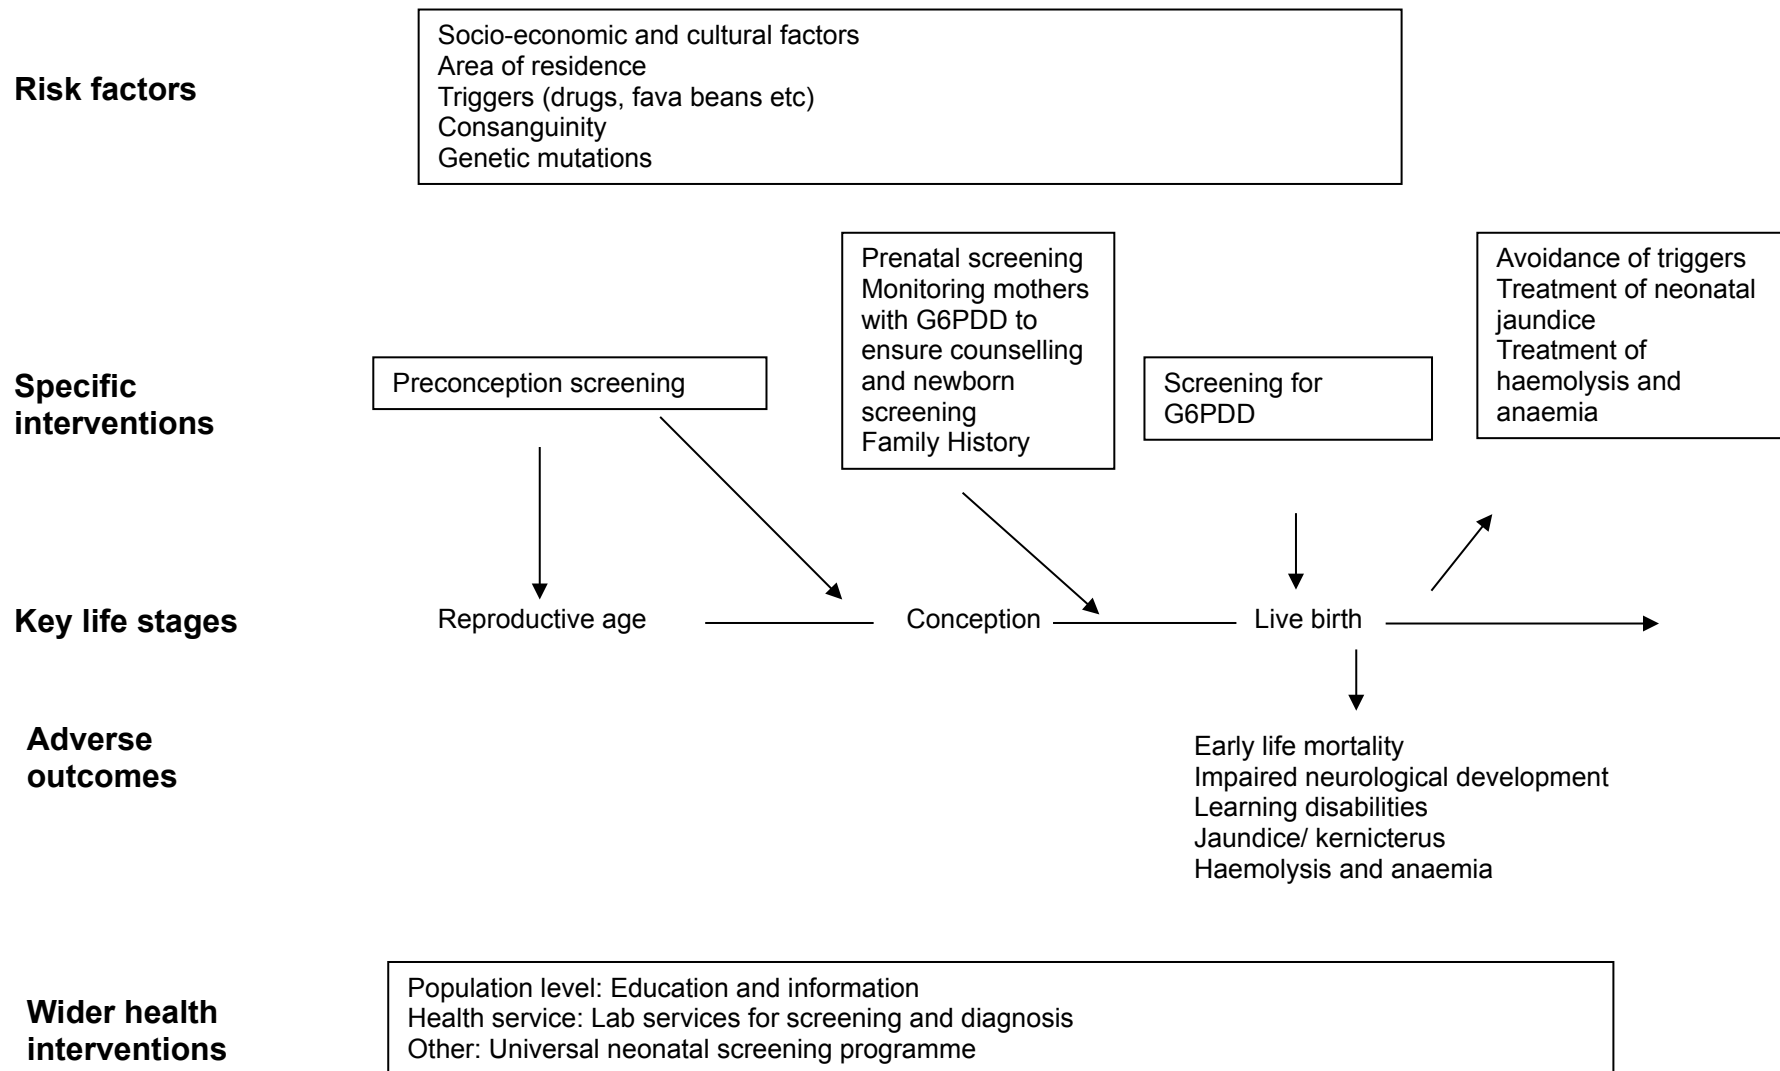 Risk factors
Socio-economic and cultural factors
Area of residence
Triggers (drugs, fava beans etc)
Consanguinity
Genetic mutations
Specific
interventions
Preconception screening
Prenatal screening
Monitoring mothers
with G6PDD to
ensure counselling
and newborn
screening
Family History
Screening for
G6PDD
Avoidance of triggers
Treatment of neonatal
jaundice
Treatment of
haemolysis and
anaemia
Key life stages
Reproductive age
Conception
Live birth
Adverse
outcomes
Early life mortality
Impaired neurological development
Learning disabilities
Jaundice/ kernicterus
Haemolysis and anaemia
Wider health
interventions
Population level: Education and information
Health service: Lab services for screening and diagnosis
Other: Universal neonatal screening programme